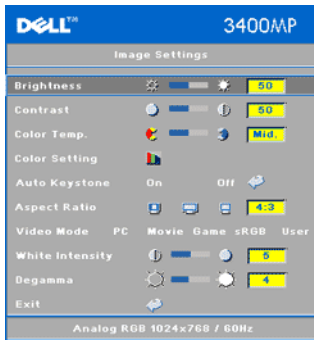 DELL™ 3400MP
Image Settings
Brightness 50
Contrast 50
Color Temp. Mid.
Color Setting
Auto Keystone On Off
Aspect Ratio 4:3
Video Mode PC Movie Game sRGB User
White Intensity 5
Degamma 4
Exit
Analog RGB 1024x768 / 60Hz